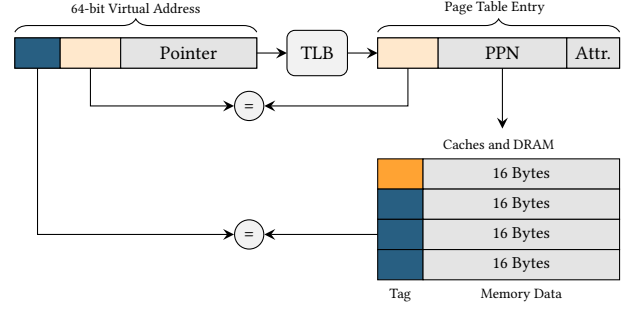 64-bit Virtual Address
Page Table Entry
Pointer
TLB
PPN
Attr.
=
Caches and DRAM
16 Bytes
16 Bytes
=
16 Bytes
16 Bytes
Tag
Memory Data